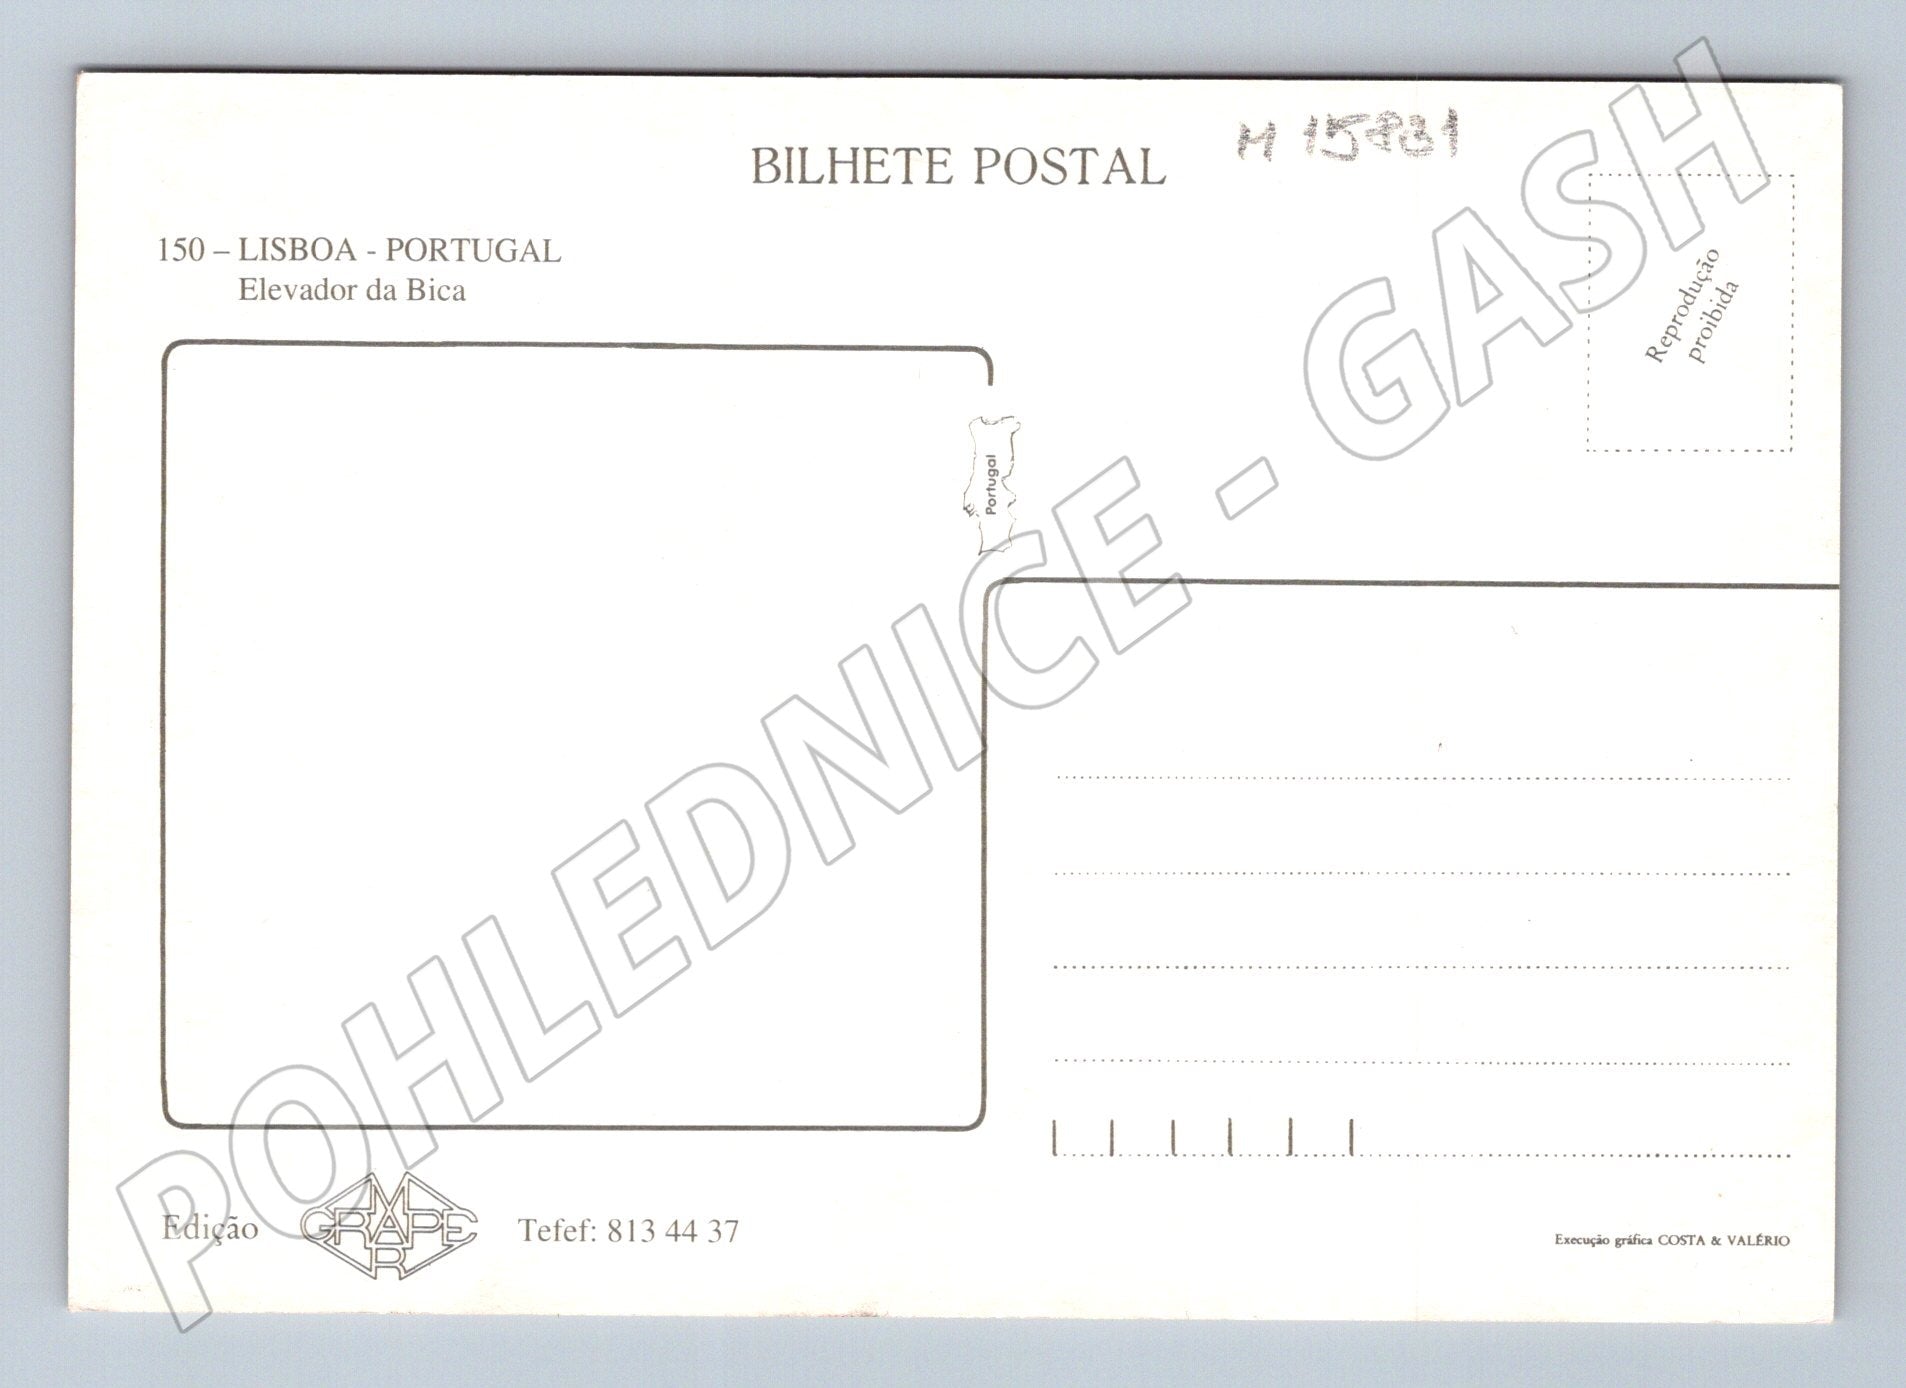 BILHETE POSTAL
150 – LISBOA - PORTUGAL
Elevador da Bica
Reprodução
proibida
Portugal
POHLEDNICE - GASH
Edição
GRAPE
MAR
Tefef: 813 44 37
Execução gráfica COSTA & VALÉRIO